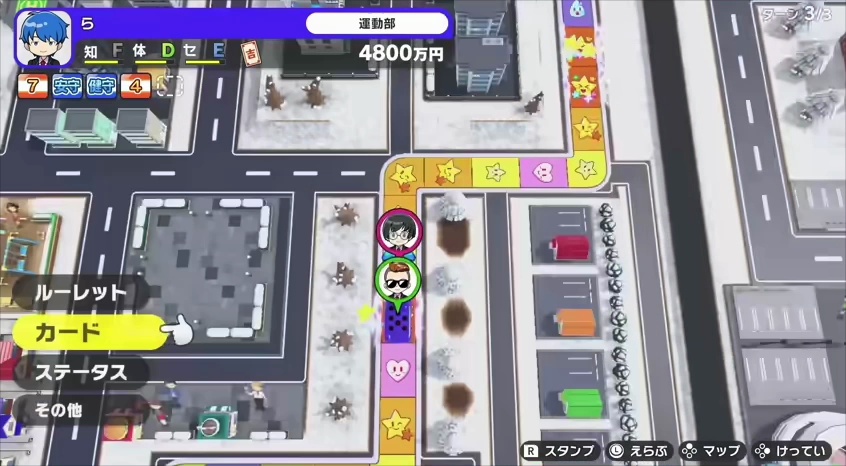 ら
運動部
ターン 3/3
知 F 体 D セ E 吉
4800万円
7 安守 健守 4
ルーレット
カード
ステータス
その他
R スタンプ L えらぶ マップ けってい